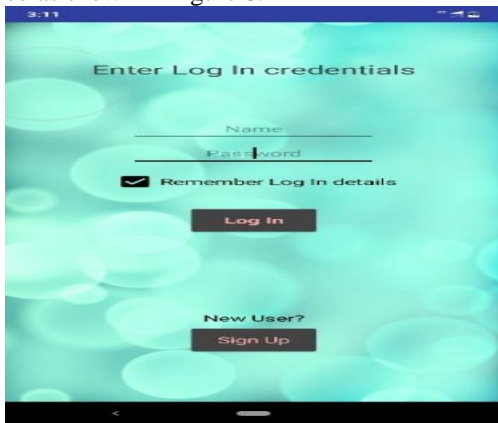 3:11
Enter Log In credentials
Name
Password
Remember Log In details
Log In
New User?
Sign Up